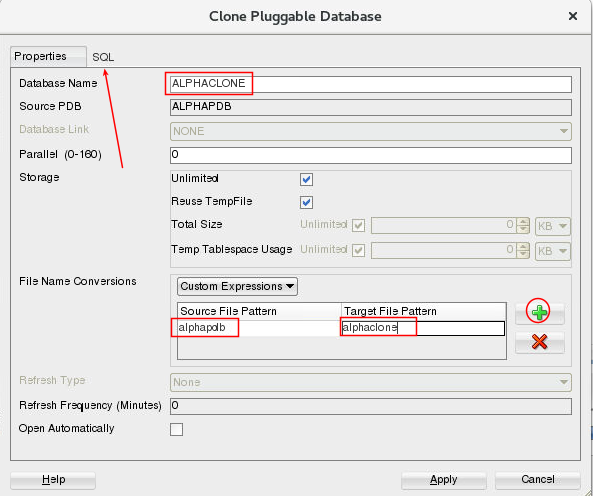 Clone Pluggable Database
Properties SQL
Database Name ALPHACLONE
Source PDB ALPHAPDB
Database Link NONE
Parallel (0-160) 0
Storage Unlimited
Reuse TempFile
Total Size Unlimited 0 KB
Temp Tablespace Usage Unlimited 0 KB
File Name Conversions Custom Expressions
Source File Pattern Target File Pattern
alphapdb alphaclone
Refresh Type None
Refresh Frequency (Minutes) 0
Open Automatically
Help Apply Cancel